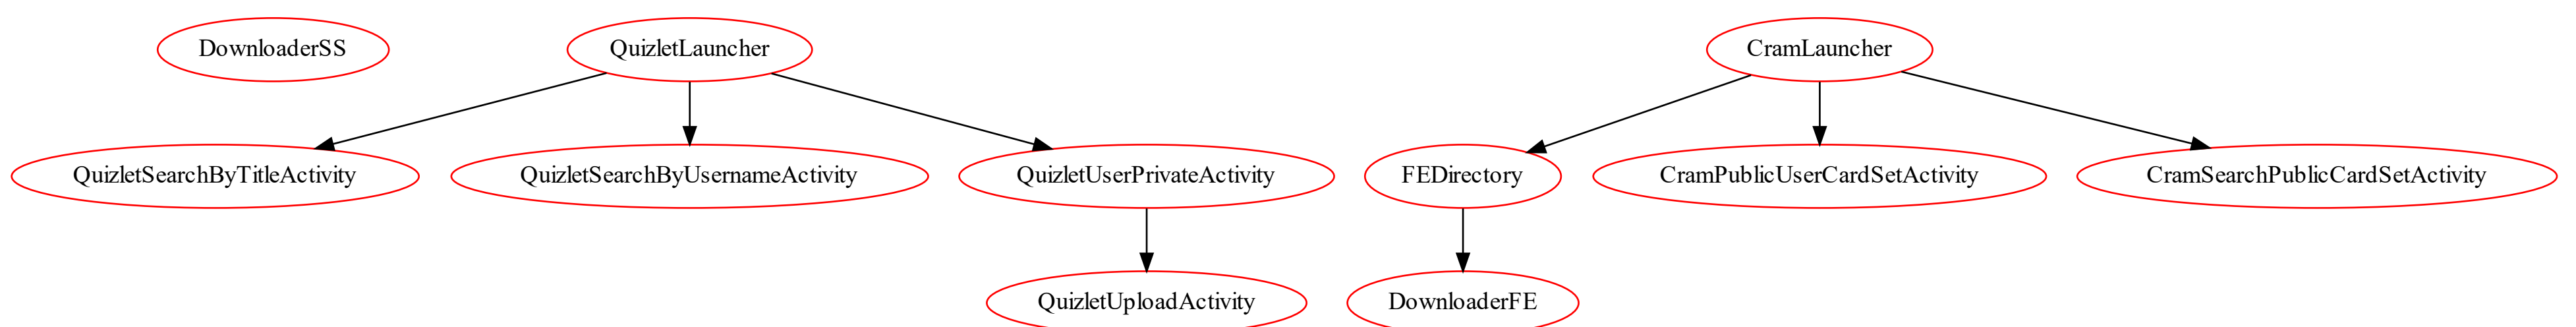 DownloaderSS
QuizletLauncher
CramLauncher
QuizletSearchByTitleActivity
QuizletSearchByUsernameActivity
QuizletUserPrivateActivity
FEDirectory
CramPublicUserCardSetActivity
CramSearchPublicCardSetActivity
QuizletUploadActivity
DownloaderFE